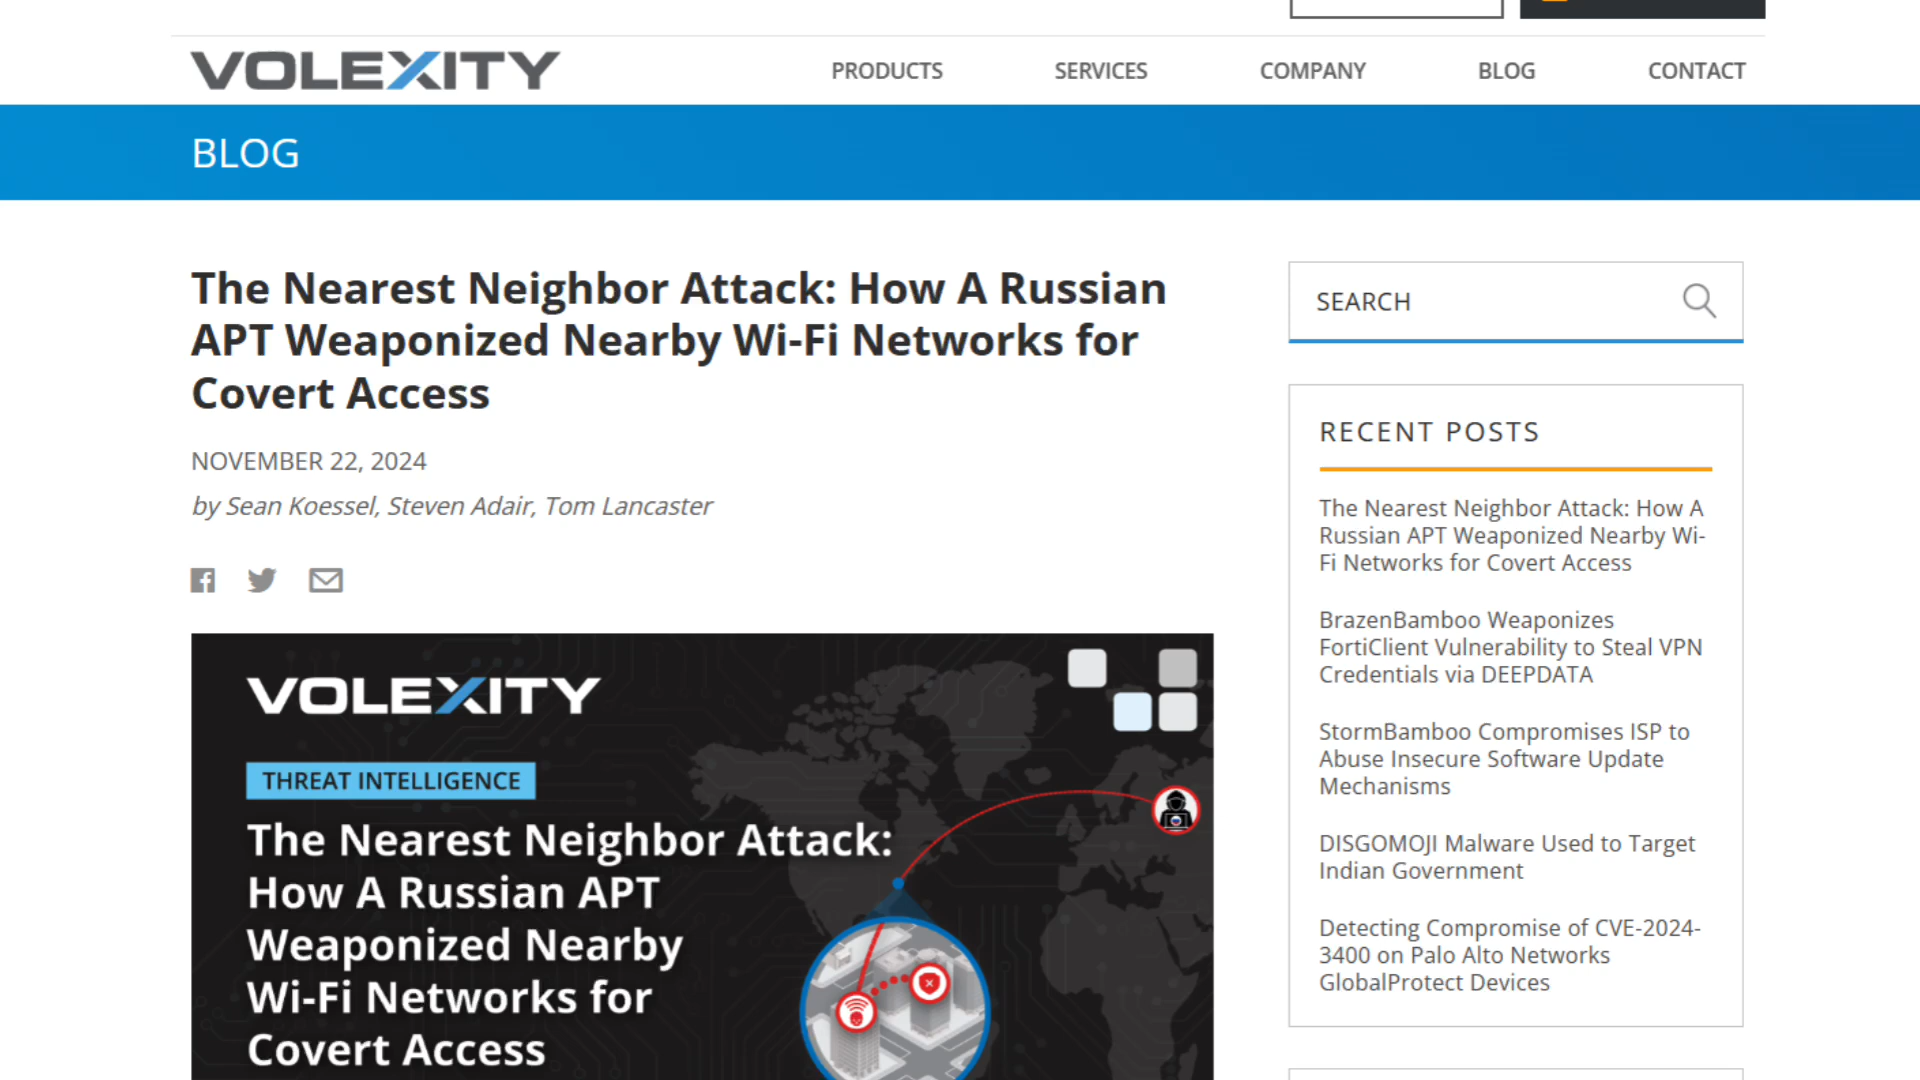 VOLEXITY
PRODUCTS
SERVICES
COMPANY
BLOG
CONTACT
BLOG
The Nearest Neighbor Attack: How A Russian
APT Weaponized Nearby Wi-Fi Networks for
Covert Access
NOVEMBER 22, 2024
by Sean Koessel, Steven Adair, Tom Lancaster
VOLEXITY
THREAT INTELLIGENCE
The Nearest Neighbor Attack:
How A Russian APT
Weaponized Nearby
Wi-Fi Networks for
Covert Access
SEARCH
RECENT POSTS
The Nearest Neighbor Attack: How A
Russian APT Weaponized Nearby Wi-
Fi Networks for Covert Access
BrazenBamboo Weaponizes
FortiClient Vulnerability to Steal VPN
Credentials via DEEPDATA
StormBamboo Compromises ISP to
Abuse Insecure Software Update
Mechanisms
DISGOMOJI Malware Used to Target
Indian Government
Detecting Compromise of CVE-2024-
3400 on Palo Alto Networks
GlobalProtect Devices